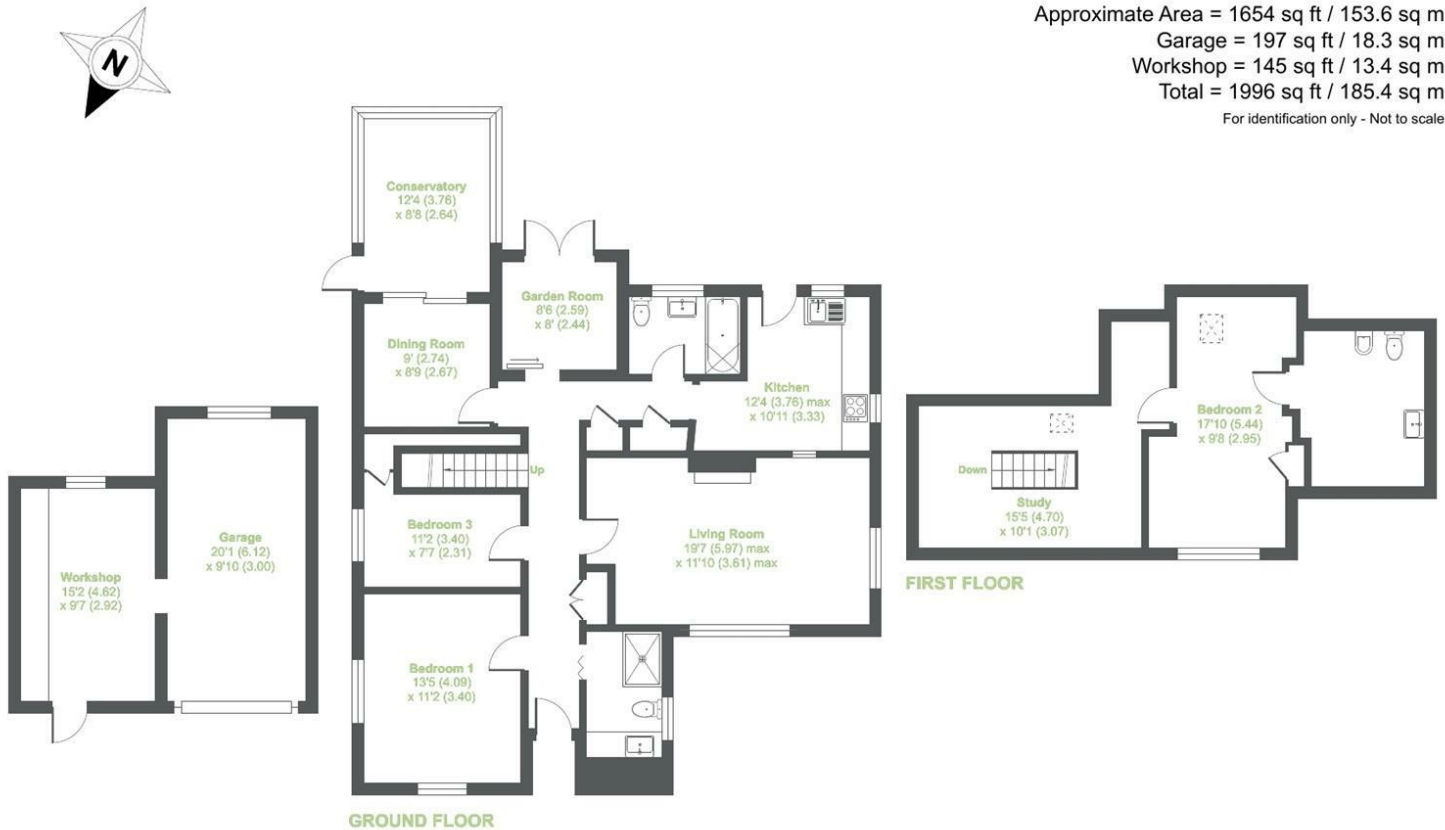 Approximate Area = 1654 sq ft / 153.6 sq m
Garage = 197 sq ft / 18.3 sq m
Workshop = 145 sq ft / 13.4 sq m
Total = 1996 sq ft / 185.4 sq m
For identification only - Not to scale
N
Conservatory
12'4 (3.76)
x 8'8 (2.64)
Garden Room
8'6 (2.59)
x 8' (2.44)
Dining Room
9' (2.74)
x 8'9 (2.67)
Kitchen
12'4 (3.76) max
x 10'11 (3.33)
Up
Bedroom 3
11'2 (3.40)
x 7'7 (2.31)
Living Room
19'7 (5.97) max
x 11'10 (3.61) max
Garage
20'1 (6.12)
x 9'10 (3.00)
Workshop
15'2 (4.62)
x 9'7 (2.92)
Bedroom 1
13'5 (4.09)
x 11'2 (3.40)
GROUND FLOOR
Bedroom 2
17'10 (5.44)
x 9'8 (2.95)
Down
Study
15'5 (4.70)
x 10'1 (3.07)
FIRST FLOOR